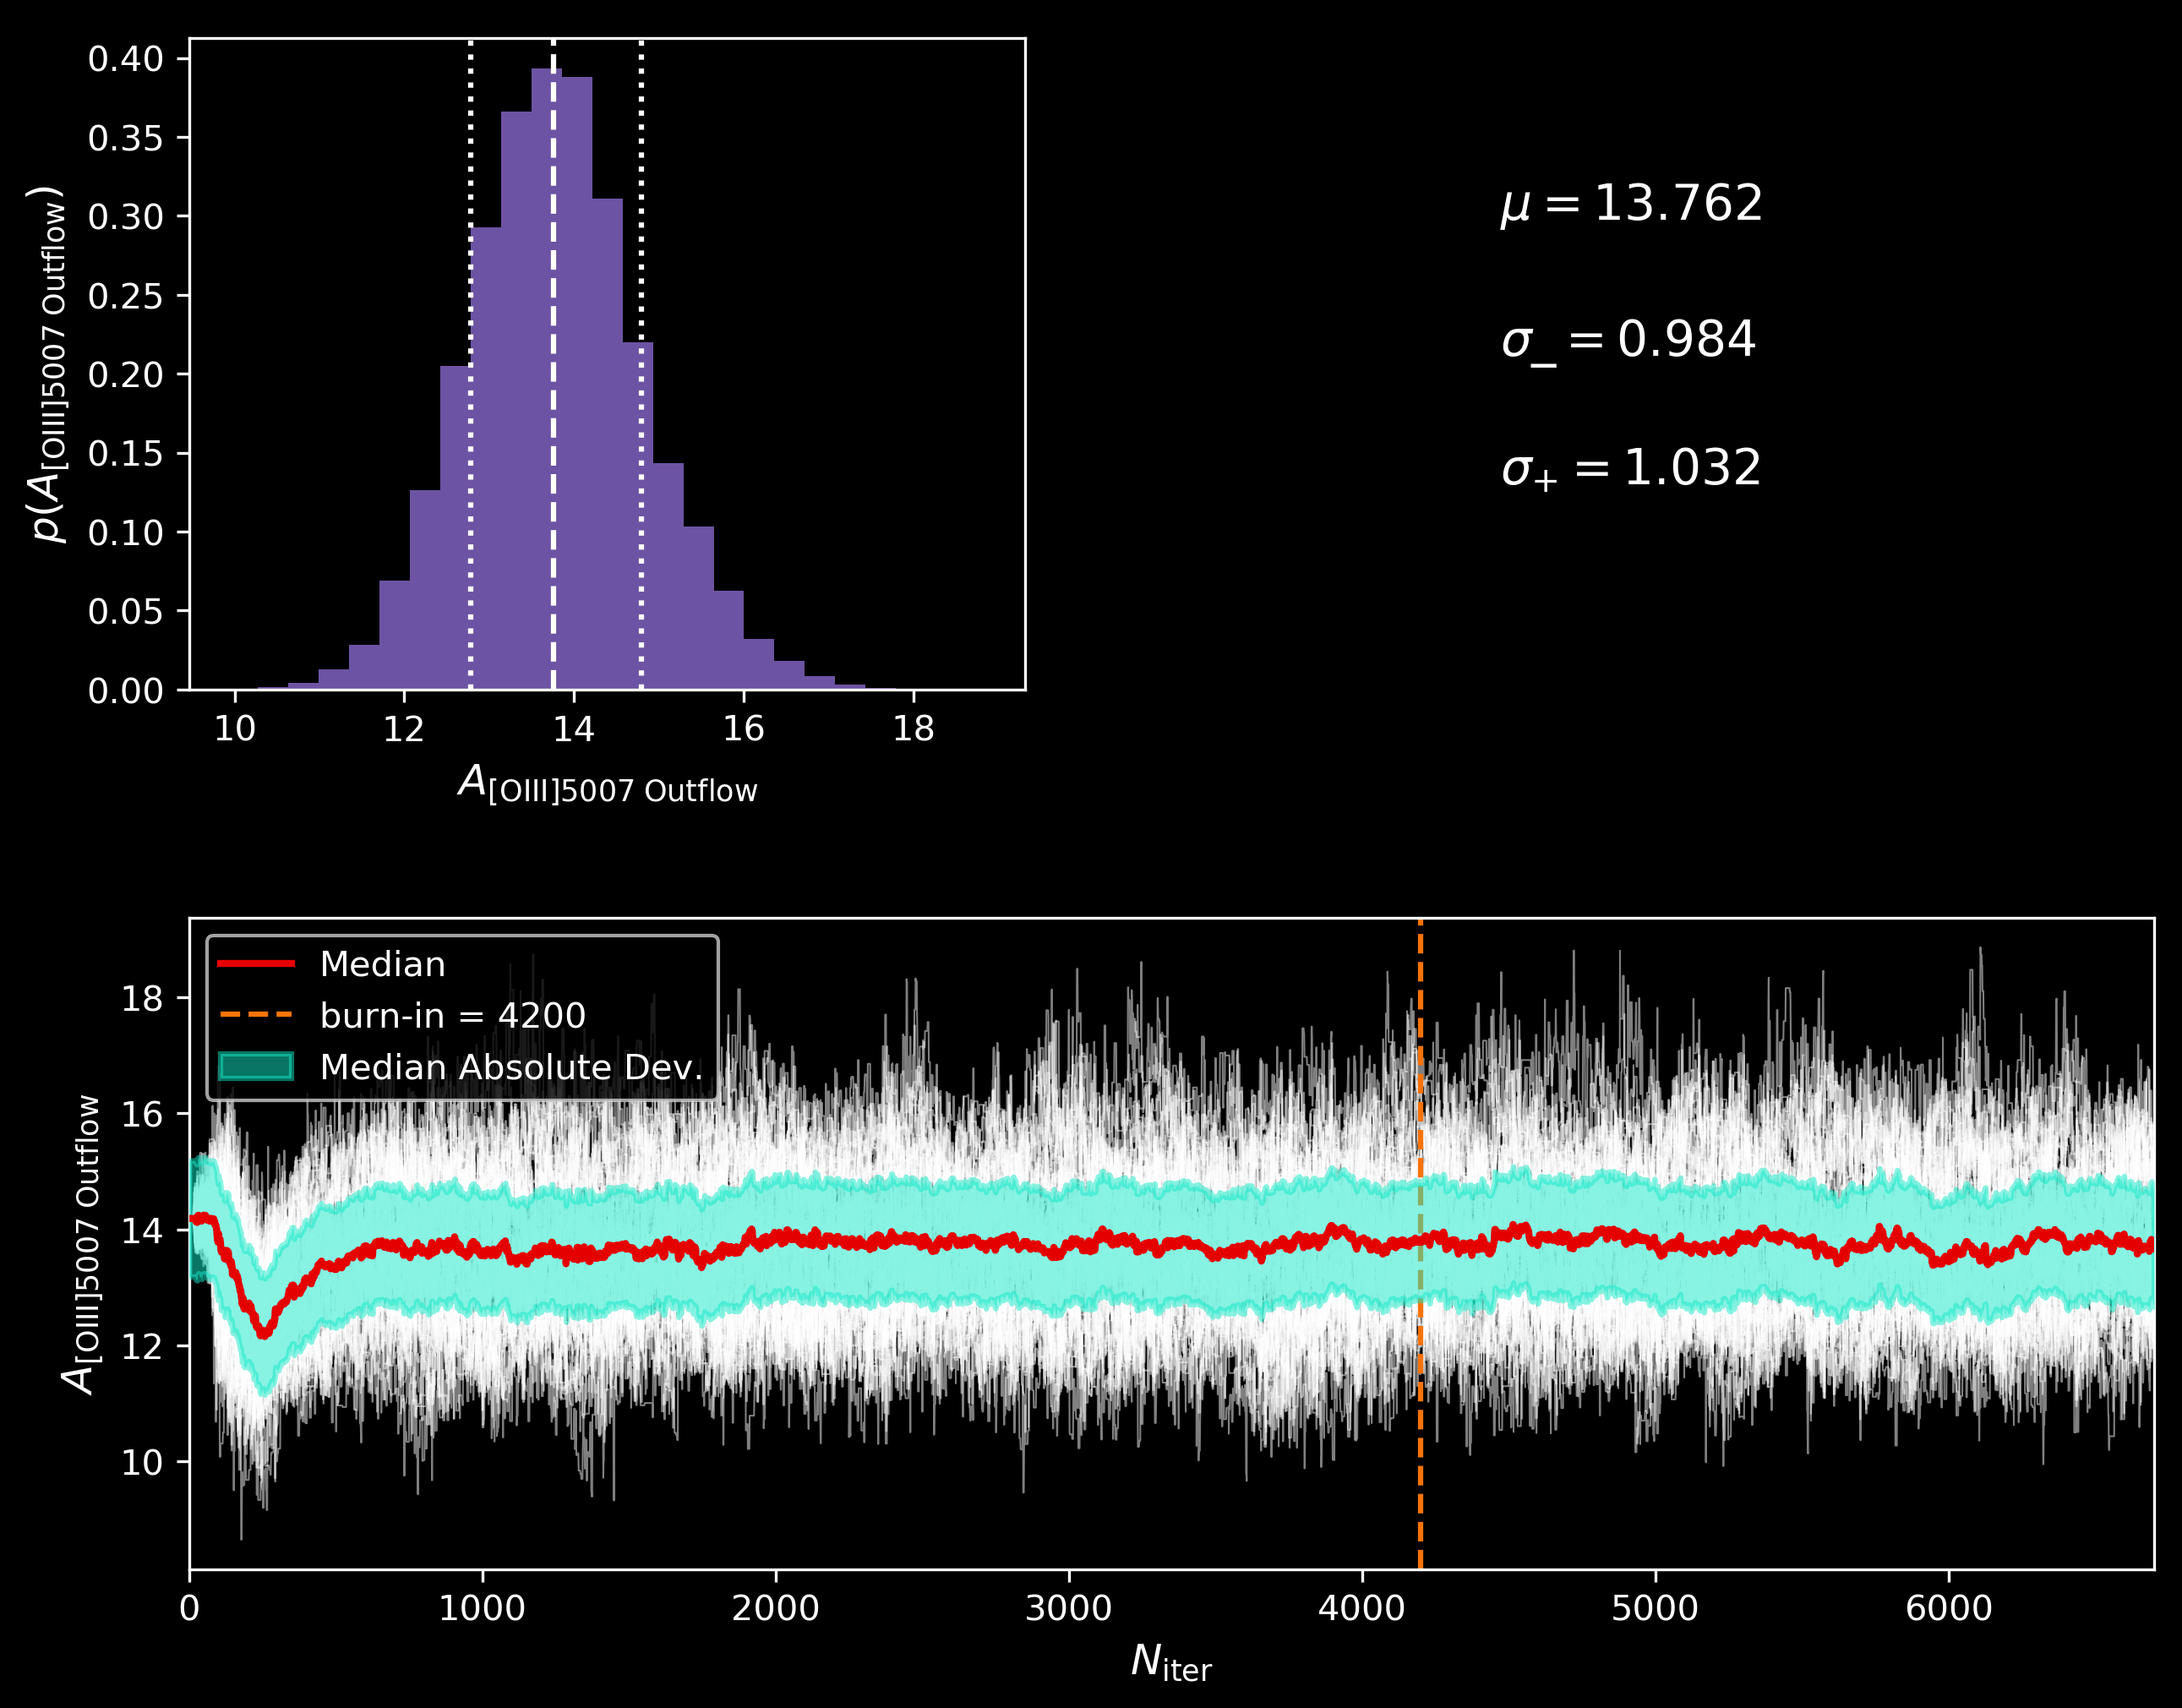 0.40
0.35
0.30
0.25
0.20
0.15
0.10
0.05
0.00
p(A[OIII]5007 Outflow)
10 12 14 16 18
A[OIII]5007 Outflow
μ = 13.762
σ− = 0.984
σ+ = 1.032
Median
burn-in = 4200
Median Absolute Dev.
18
16
14
12
10
A[OIII]5007 Outflow
0 1000 2000 3000 4000 5000 6000
Niter